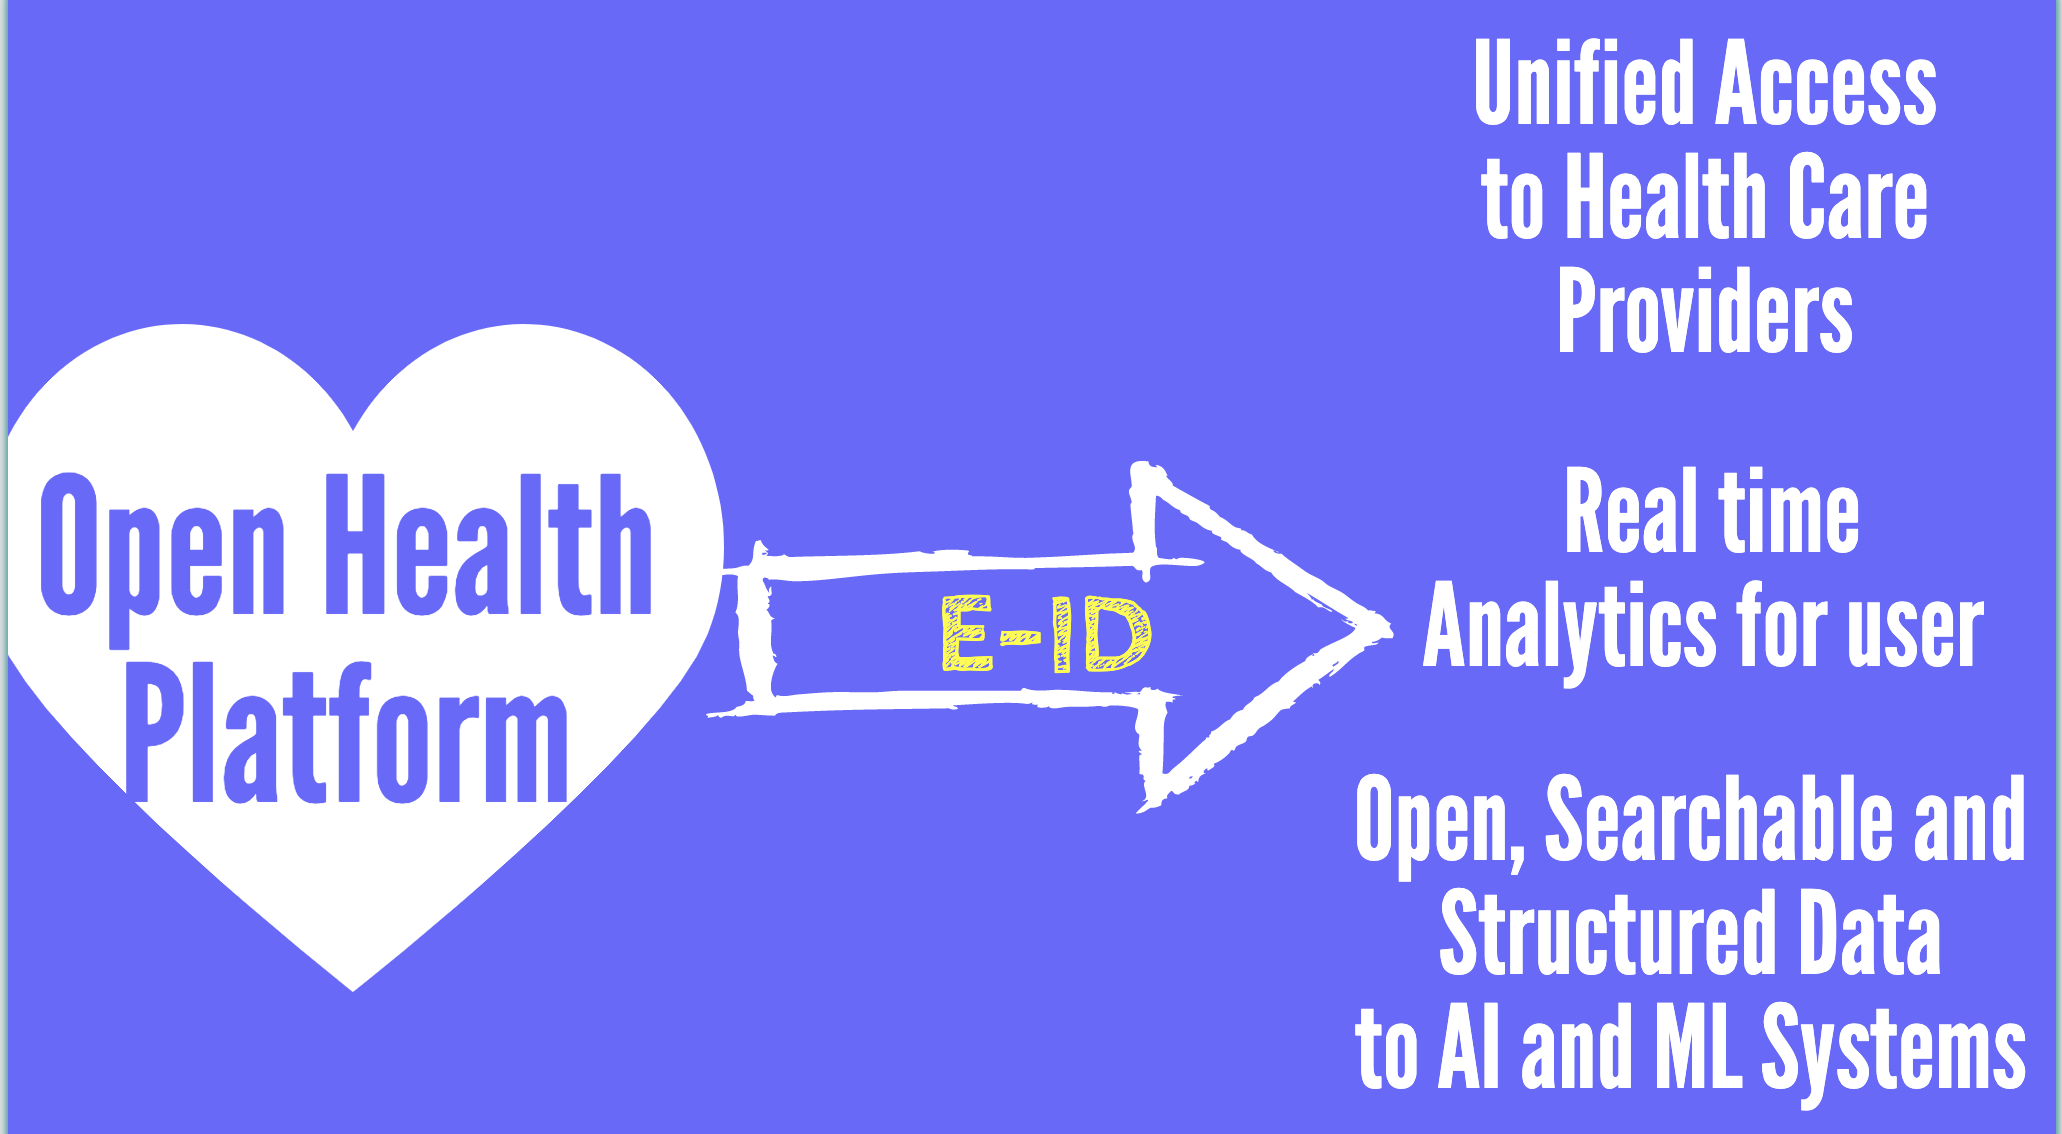 Open Health
Platform
E-ID
Unified Access
to Health Care
Providers
Real time
Analytics for user
Open, Searchable and
Structured Data
to AI and ML Systems